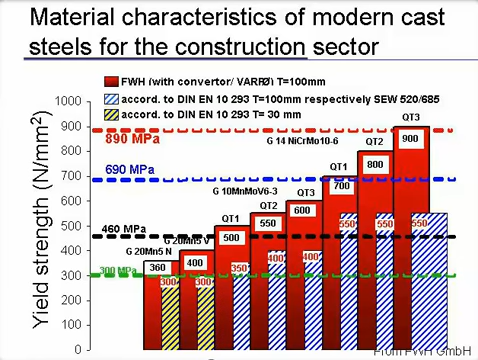 Material characteristics of modern cast
steels for the construction sector
FWH (with convertor/ VARFØ) T=100mm
accord. to DIN EN 10 293 T=100mm respectively SEW 520/685
accord. to DIN EN 10 293 T= 30 mm
Yield strength (N/mm²)
1000
900
800
700
600
500
400
300
200
100
0
890 MPa
690 MPa
460 MPa
300 MPa
G 20Mn5 N
G 20Mn5 V
G 10MnMoV6-3
G 14 NiCrMo10-6
QT1
QT2
QT3
QT1
QT2
QT3
360
400
500
550
600
700
800
900
300
300
350
400
400
550
550
550
From FWH GmbH